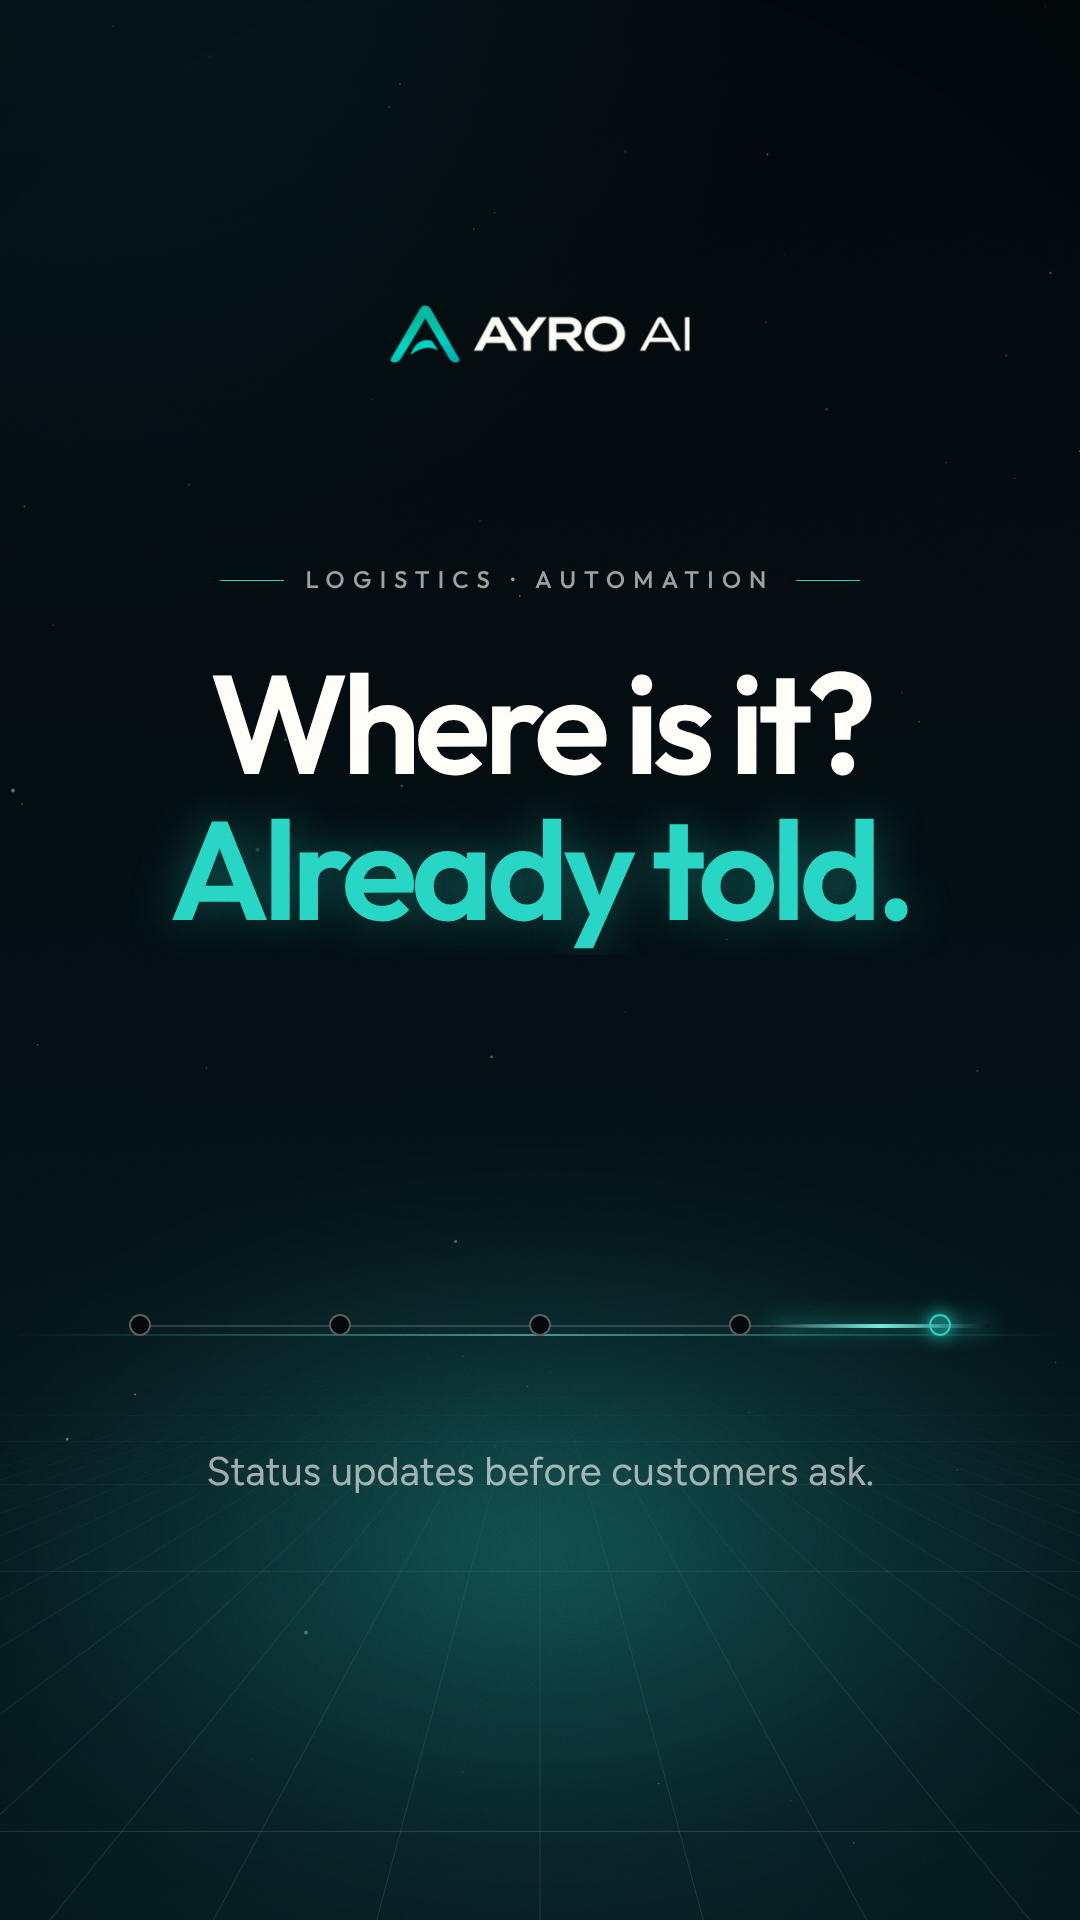 AYRO AI
LOGISTICS · AUTOMATION
Where is it?
Already told.
Status updates before customers ask.